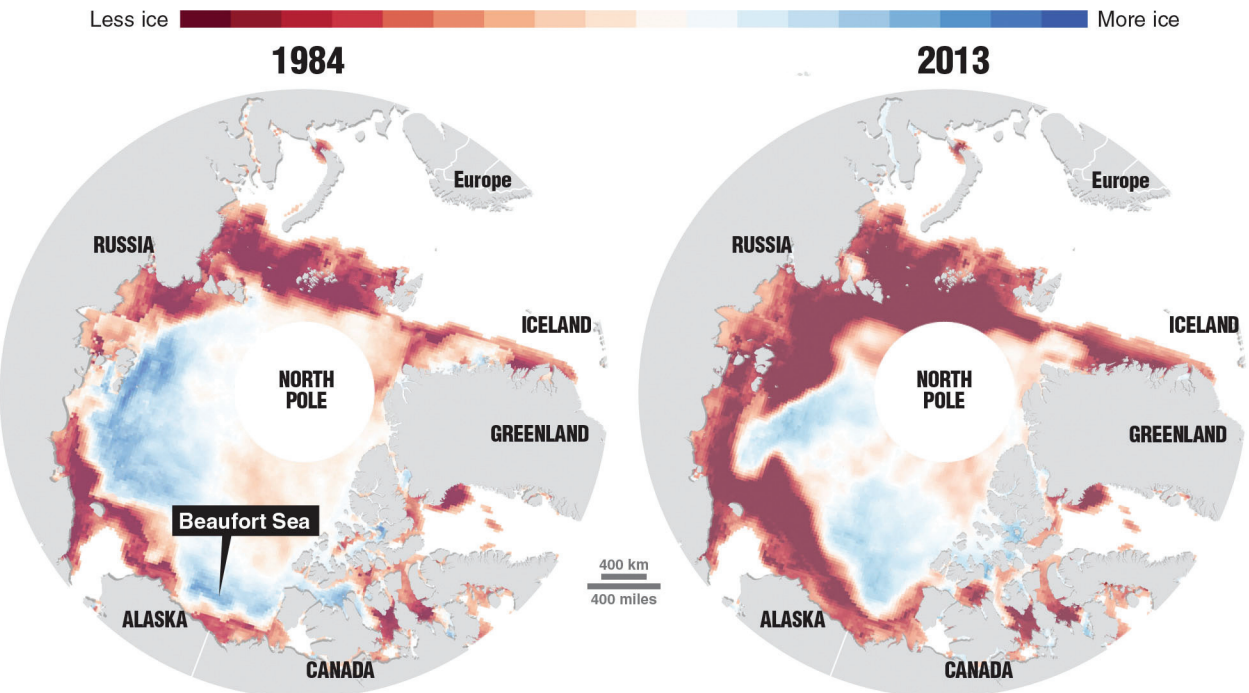 Less ice
More ice
1984
2013
Europe
RUSSIA
ICELAND
NORTH
POLE
GREENLAND
Beaufort Sea
ALASKA
CANADA
400 km
400 miles
Europe
RUSSIA
ICELAND
NORTH
POLE
GREENLAND
ALASKA
CANADA